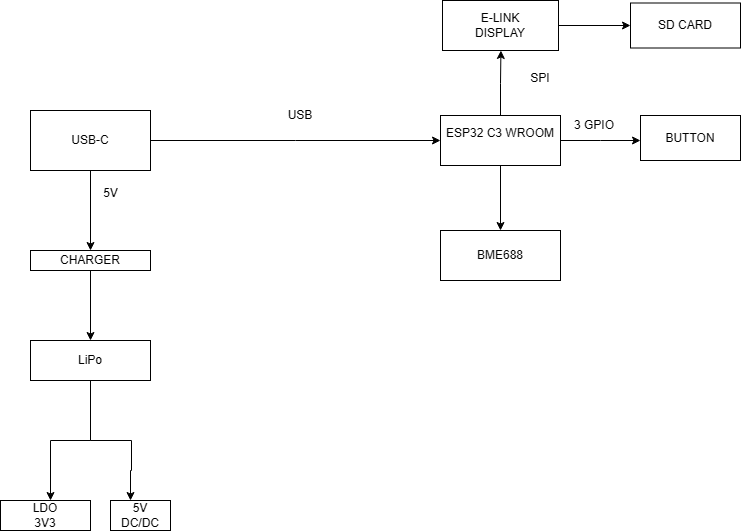 E-LINK
DISPLAY
SD CARD
SPI
USB
3 GPIO
USB-C
ESP32 C3 WROOM
BUTTON
5V
CHARGER
BME688
LiPo
LDO
3V3
5V
DC/DC